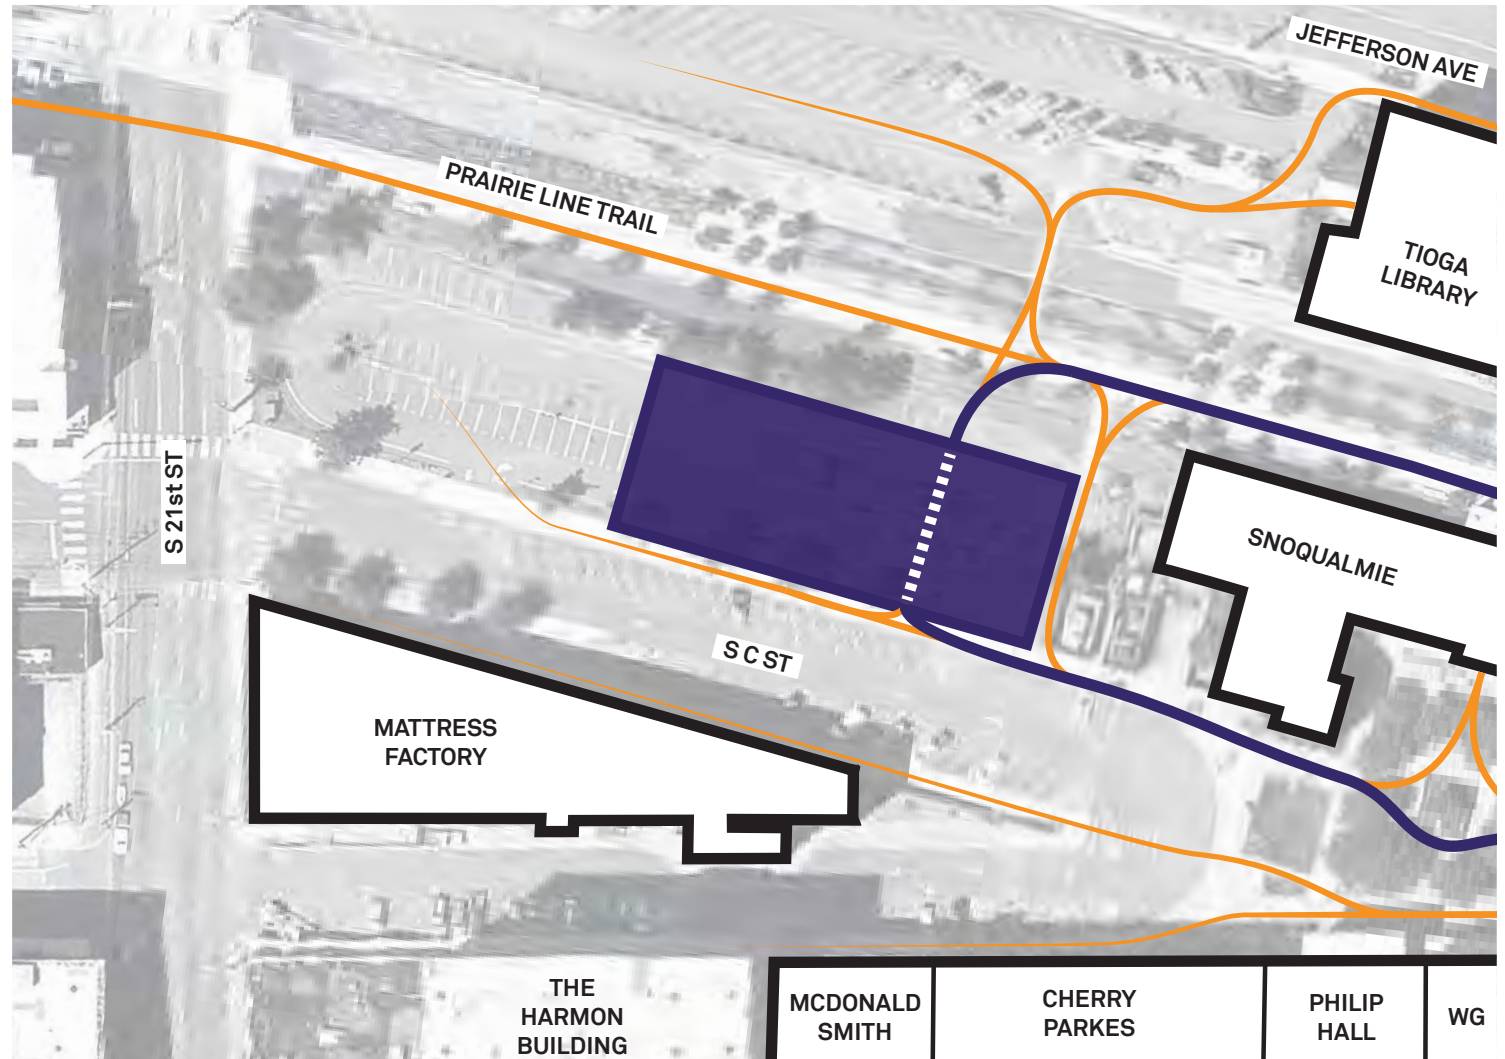 JEFFERSON AVE
PRAIRIE LINE TRAIL
TIOGA
LIBRARY
S 21st ST
SNOQUALMIE
S C ST
MATTRESS
FACTORY
THE
HARMON
BUILDING
MCDONALD
SMITH
CHERRY
PARKES
PHILIP
HALL
WG